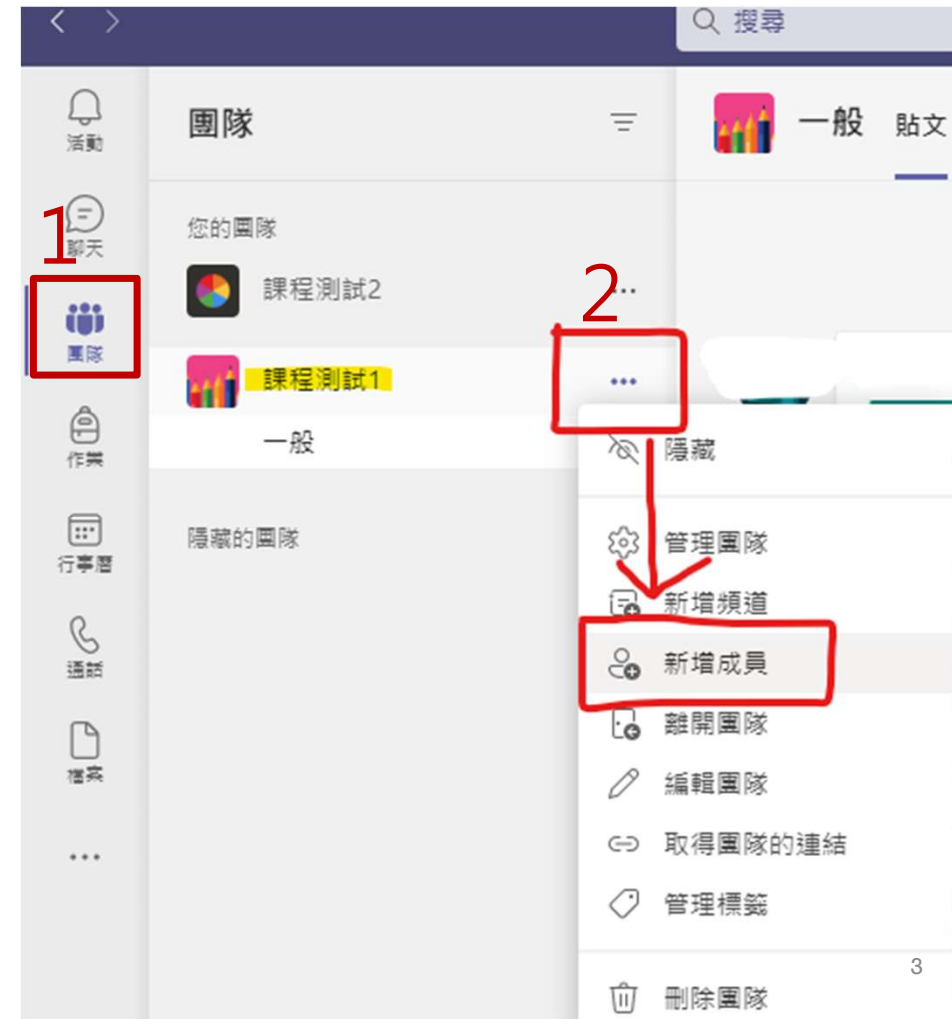 搜尋
活動
1
聊天
團隊
作業
行事曆
通話
檔案
團隊
您的團隊
課程測試2
2
課程測試1
一般
隱藏的團隊
一般 貼文
隱藏
管理團隊
新增頻道
新增成員
離開團隊
編輯團隊
取得團隊的連結
管理標籤
刪除團隊
3